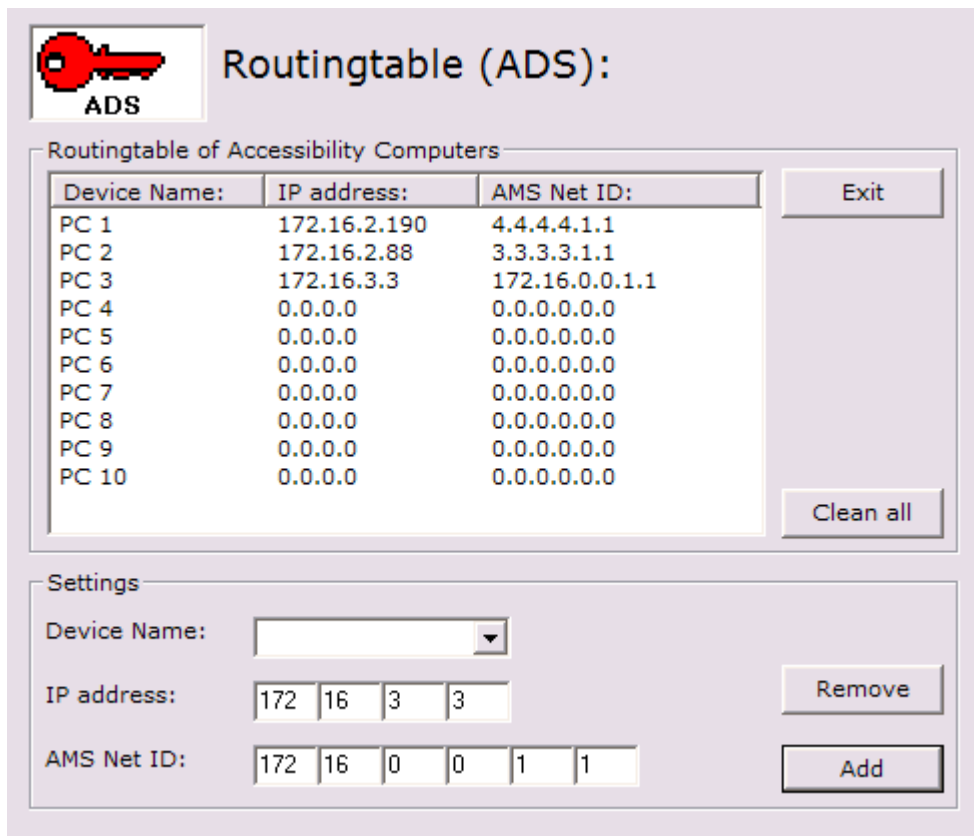 ADS
Routingtable (ADS):
Routingtable of Accessibility Computers
Device Name: IP address: AMS Net ID:
PC 1 172.16.2.190 4.4.4.4.1.1
PC 2 172.16.2.88 3.3.3.3.1.1
PC 3 172.16.3.3 172.16.0.0.1.1
PC 4 0.0.0.0 0.0.0.0.0.0
PC 5 0.0.0.0 0.0.0.0.0.0
PC 6 0.0.0.0 0.0.0.0.0.0
PC 7 0.0.0.0 0.0.0.0.0.0
PC 8 0.0.0.0 0.0.0.0.0.0
PC 9 0.0.0.0 0.0.0.0.0.0
PC 10 0.0.0.0 0.0.0.0.0.0
Exit
Clean all
Settings
Device Name:
IP address: 172 16 3 3
AMS Net ID: 172 16 0 0 1 1
Remove
Add